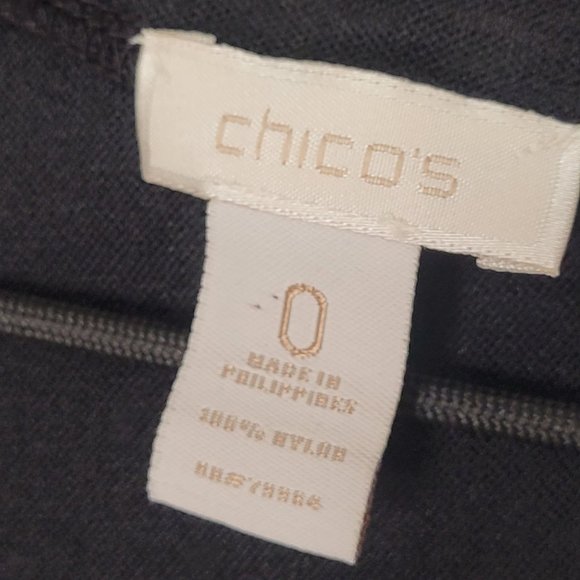 chico's
0
MADE IN
PHILIPPINES
100% NYLON